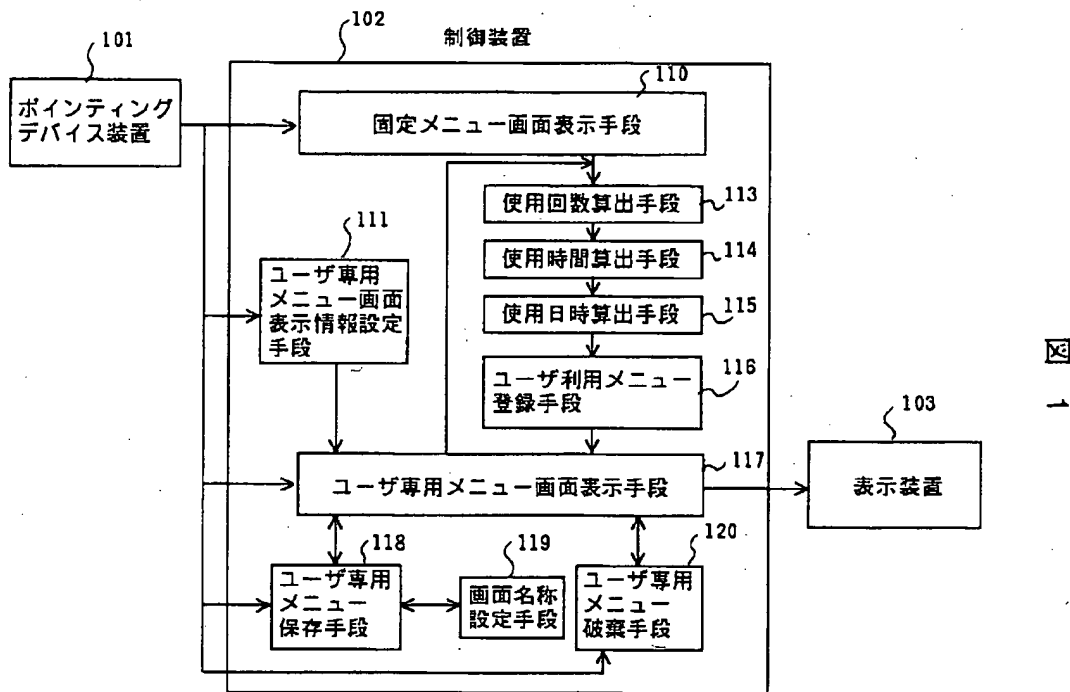 101
ポインティング
デバイス装置
102
制御装置
110
固定メニュー画面表示手段
使用回数算出手段
113
使用時間算出手段
114
使用日時算出手段
115
ユーザ利用メニュー
登録手段
116
111
ユーザ専用
メニュー画面
表示情報設定
手段
ユーザ専用メニュー画面表示手段
117
118
ユーザ専用
メニュー
保存手段
119
画面名称
設定手段
120
ユーザ専用
メニュー
破棄手段
103
表示装置
図1